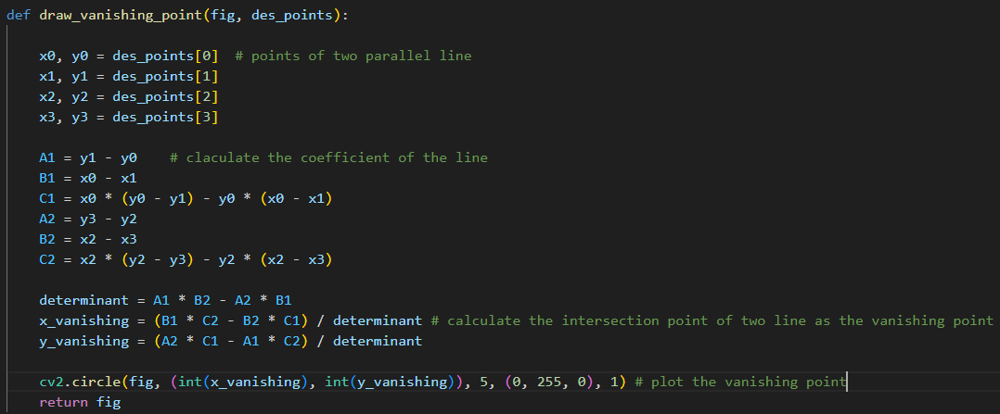 def draw_vanishing_point(fig, des_points):
x0, y0 = des_points[0]  # points of two parallel line
x1, y1 = des_points[1]
x2, y2 = des_points[2]
x3, y3 = des_points[3]
A1 = y1 - y0    # claculate the coefficient of the line
B1 = x0 - x1
C1 = x0 * (y0 - y1) - y0 * (x0 - x1)
A2 = y3 - y2
B2 = x2 - x3
C2 = x2 * (y2 - y3) - y2 * (x2 - x3)
determinant = A1 * B2 - A2 * B1
x_vanishing = (B1 * C2 - B2 * C1) / determinant # calculate the intersection point of two line as the vanishing point
y_vanishing = (A2 * C1 - A1 * C2) / determinant
cv2.circle(fig, (int(x_vanishing), int(y_vanishing)), 5, (0, 255, 0), 1) # plot the vanishing point
return fig